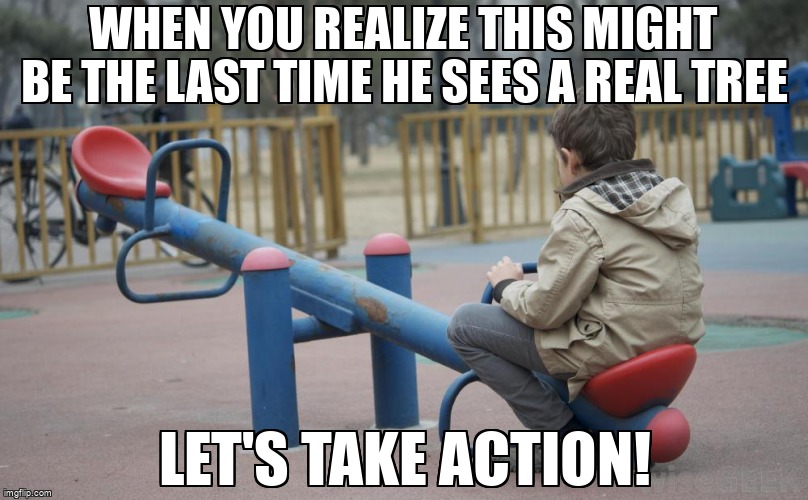 WHEN YOU REALIZE THIS MIGHT
BE THE LAST TIME HE SEES A REAL TREE
LET'S TAKE ACTION!
imgflip.com